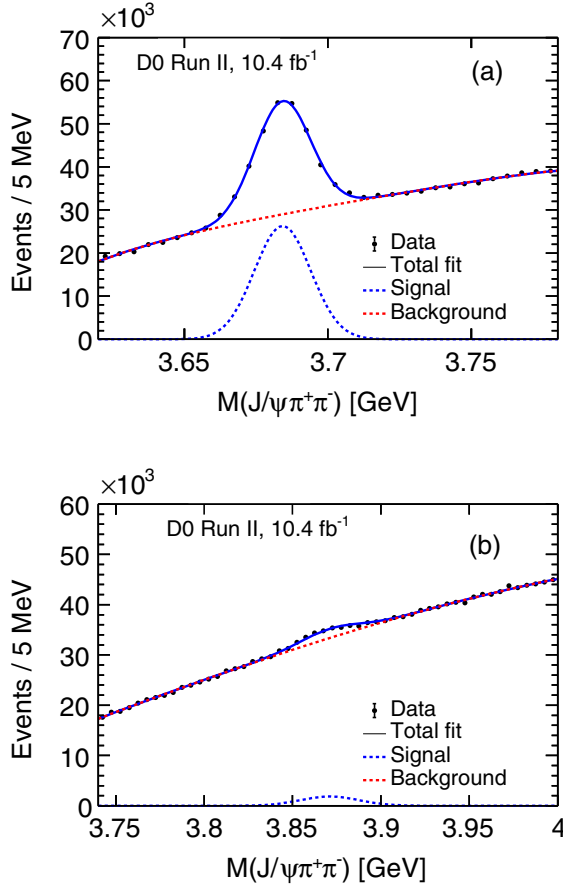 ×10³
70
60
50
40
30
20
10
0
Events / 5 MeV
D0 Run II, 10.4 fb⁻¹
(a)
Data
Total fit
Signal
Background
3.65 3.7 3.75
M(J/ψπ⁺π⁻) [GeV]
×10³
60
50
40
30
20
10
0
Events / 5 MeV
D0 Run II, 10.4 fb⁻¹
(b)
Data
Total fit
Signal
Background
3.75 3.8 3.85 3.9 3.95 4
M(J/ψπ⁺π⁻) [GeV]